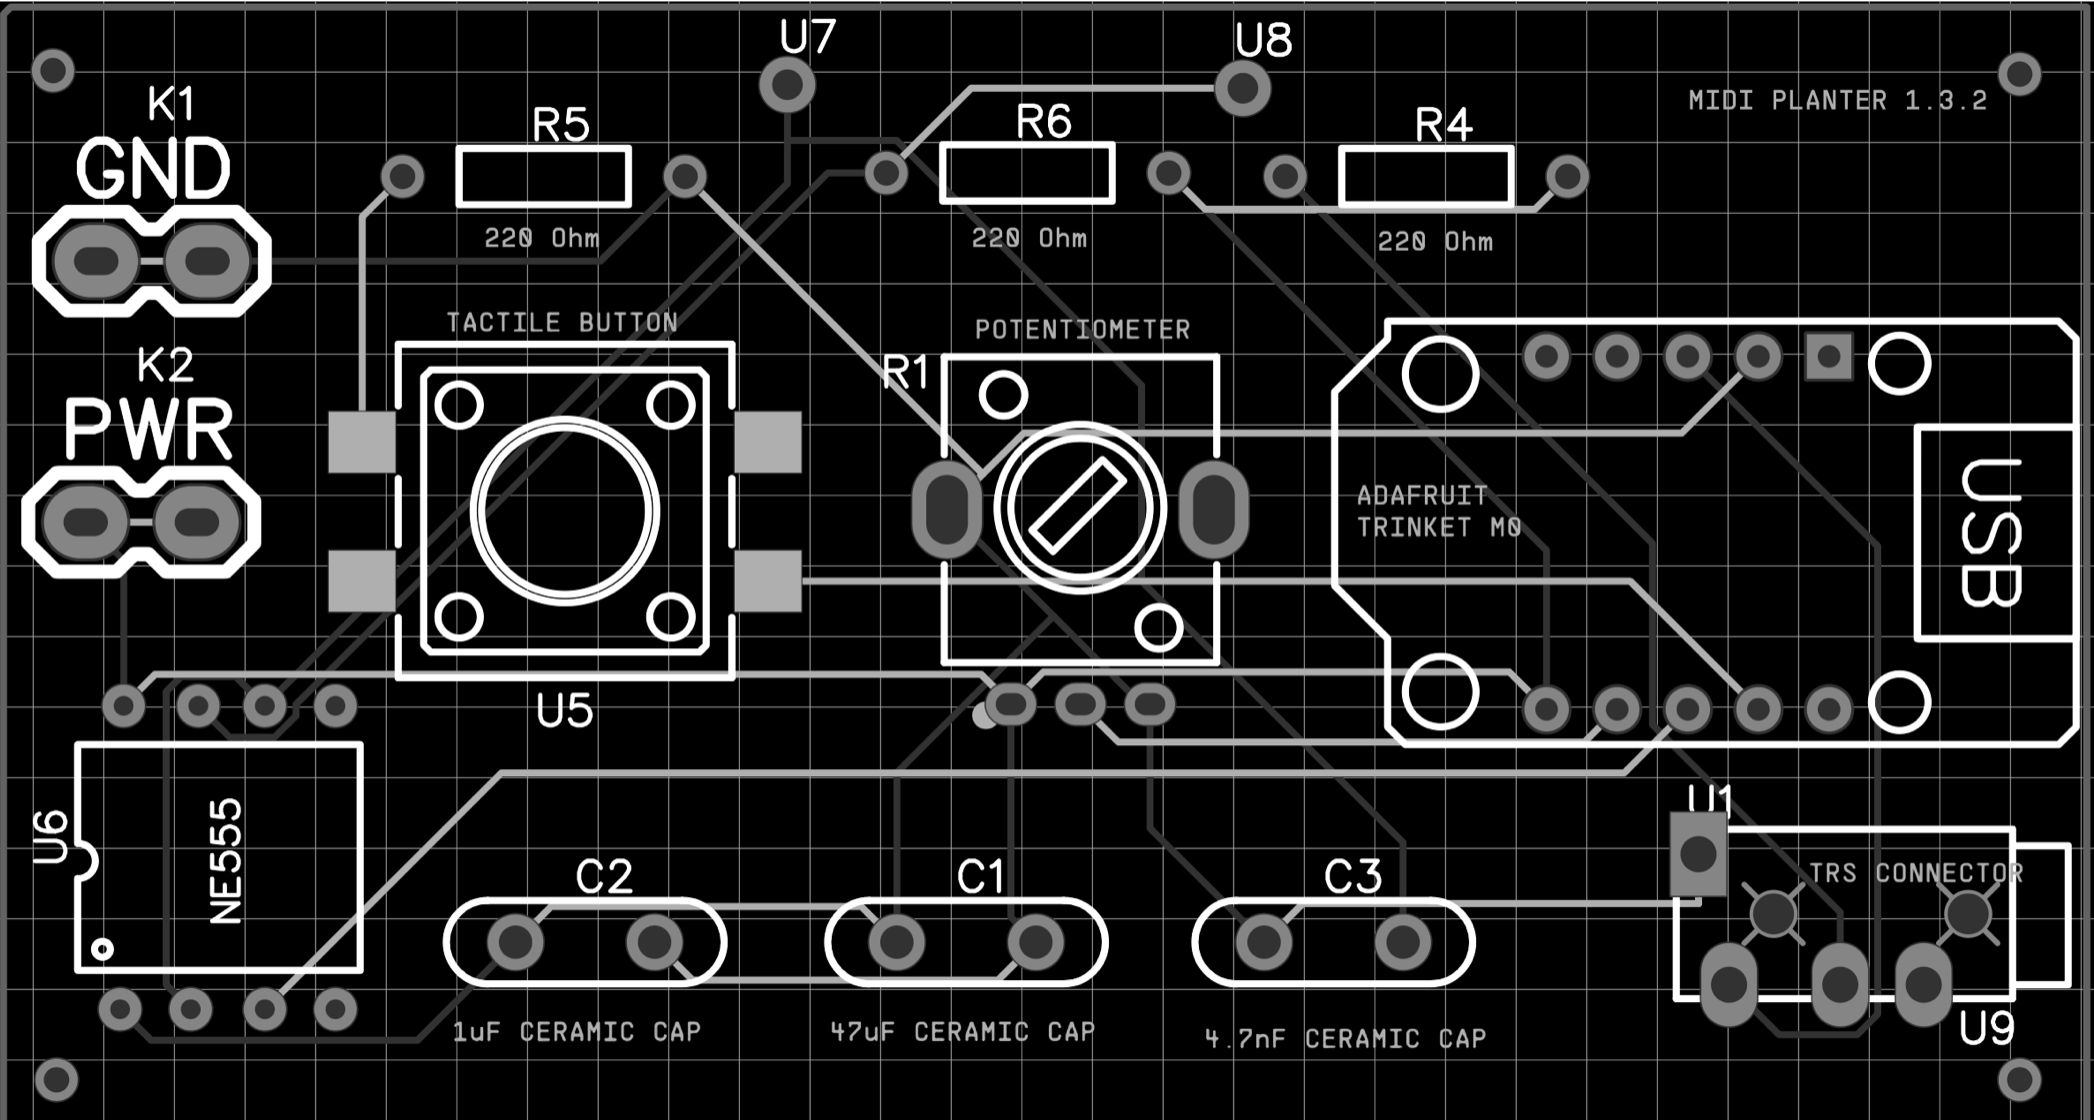 U7
U8
K1
GND
R5
R6
R4
MIDI PLANTER 1.3.2
220 Ohm
220 Ohm
220 Ohm
TACTILE BUTTON
POTENTIOMETER
K2
PWR
R1
ADAFRUIT
TRINKET M0
USB
U5
U6
NE555
U1
C2
C1
C3
TRS CONNECTOR
1uF CERAMIC CAP
47uF CERAMIC CAP
4.7nF CERAMIC CAP
U9